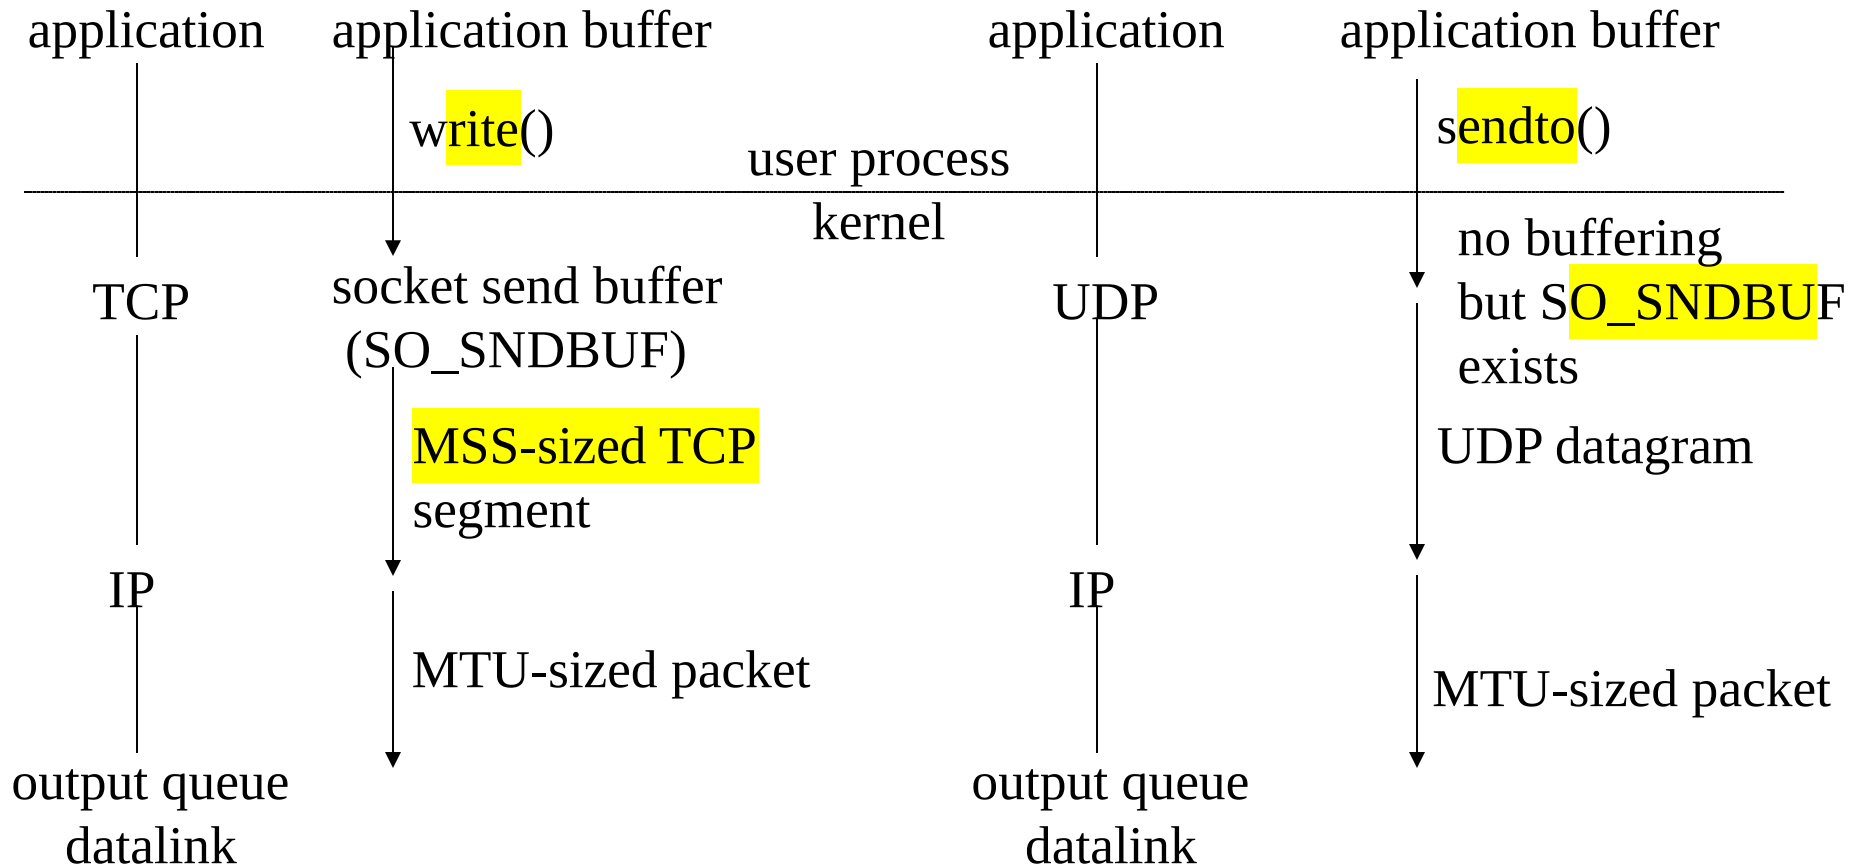 application
application buffer
application
application buffer
write()
sendto()
user process
kernel
TCP
socket send buffer
(SO_SNDBUF)
UDP
no buffering
but SO_SNDBUF
exists
MSS-sized TCP
segment
UDP datagram
IP
IP
MTU-sized packet
MTU-sized packet
output queue
datalink
output queue
datalink